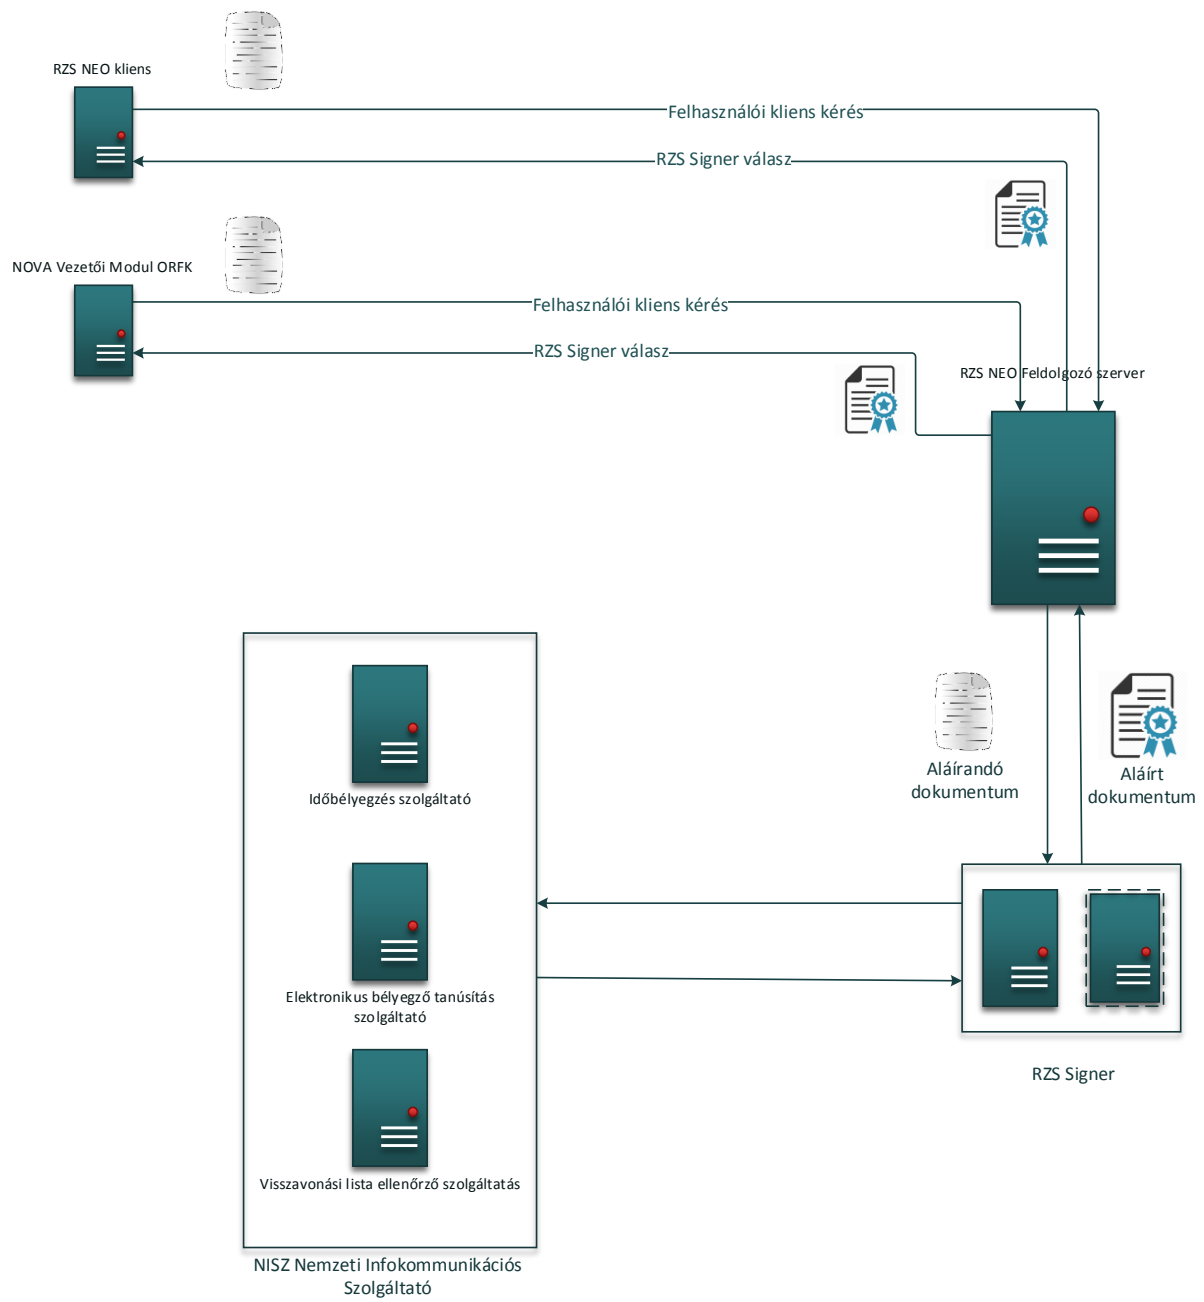 RZS NEO kliens
Felhasználói kliens kérés
RZS Signer válasz
NOVA Vezetői Modul ORFK
Felhasználói kliens kérés
RZS Signer válasz
RZS NEO Feldolgozó szerver
Aláírandó
dokumentum
Aláírt
dokumentum
Időbélyegzés szolgáltató
Elektronikus bélyegző tanúsítás
szolgáltató
Visszavonási lista ellenőrző szolgáltatás
RZS Signer
NISZ Nemzeti Infokommunikációs
Szolgáltató